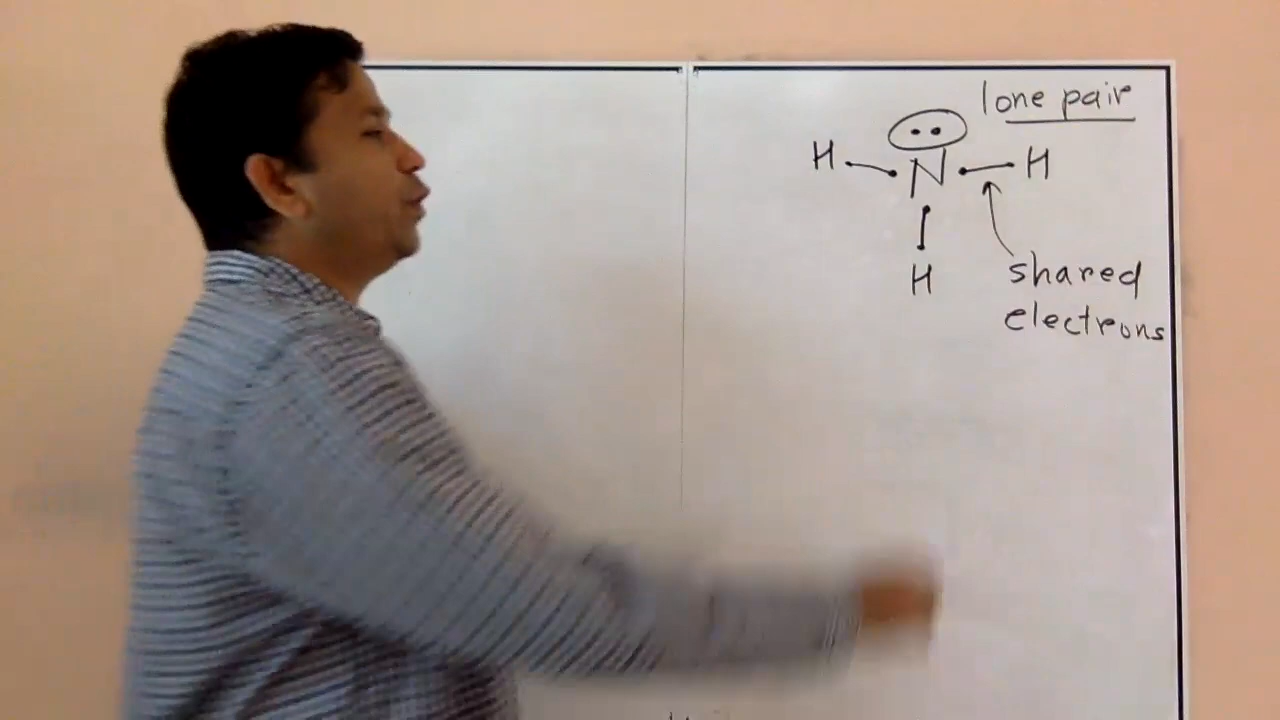 lone pair
H N H
H
shared
electrons